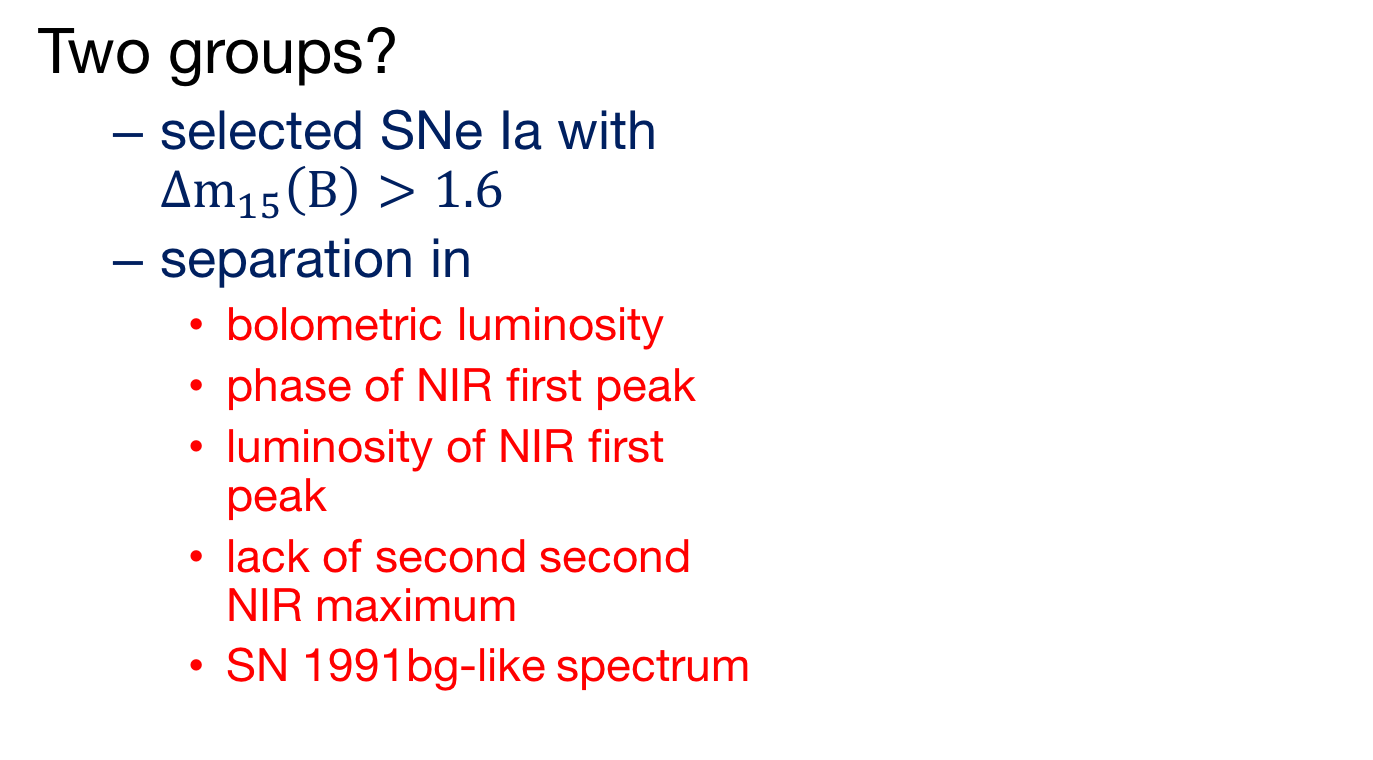 Two groups?
– selected SNe Ia with
Δm₁₅(B) > 1.6
– separation in
• bolometric luminosity
• phase of NIR first peak
• luminosity of NIR first
peak
• lack of second second
NIR maximum
• SN 1991bg-like spectrum